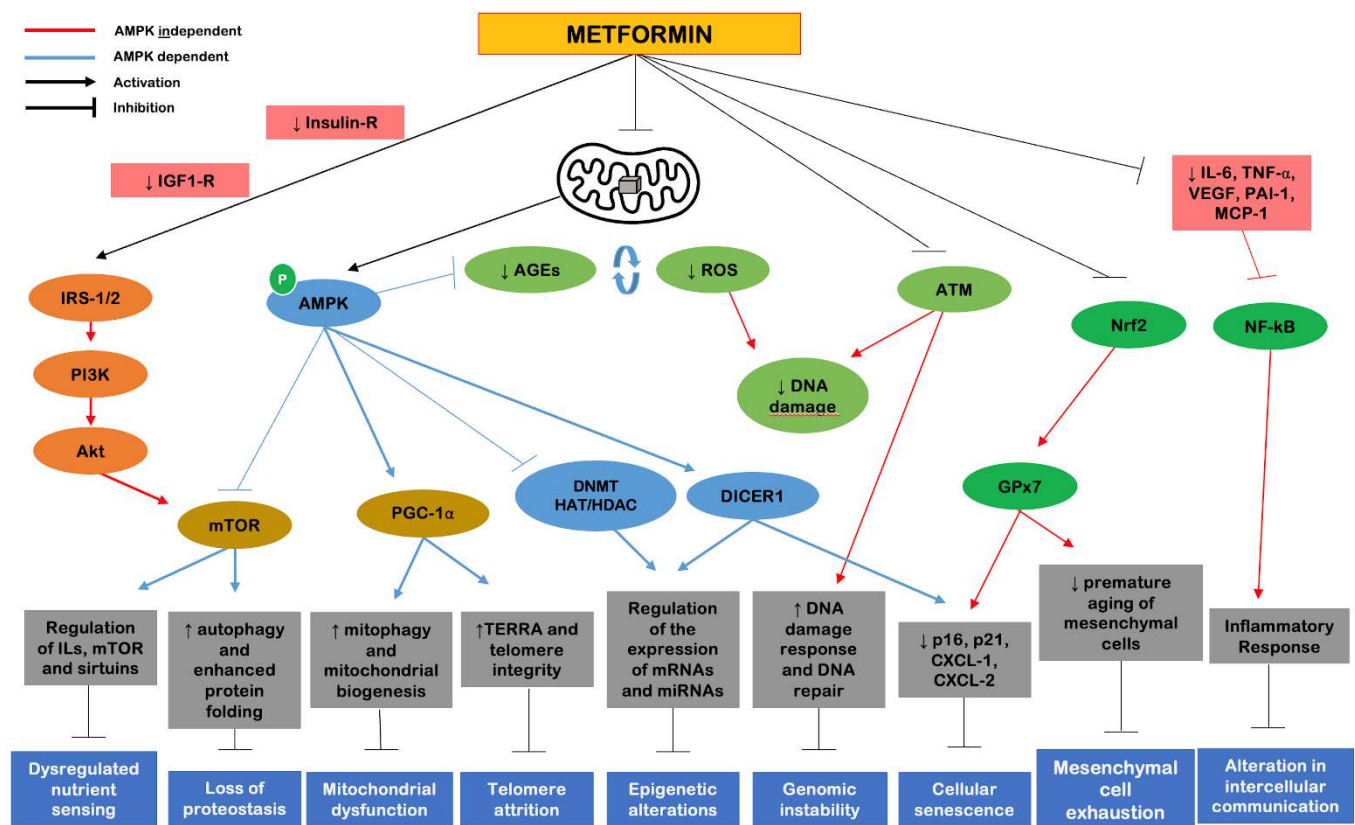 METFORMIN
AMPK independent
AMPK dependent
Activation
Inhibition
↓ Insulin-R
↓ IGF1-R
↓ IL-6, TNF-α,
VEGF, PAI-1,
MCP-1
P
AMPK
↓ AGEs
↓ ROS
ATM
IRS-1/2
Nrf2
NF-kB
PI3K
↓ DNA
damage
Akt
mTOR
PGC-1α
DNMT
HAT/HDAC
DICER1
GPx7
Regulation
of ILs, mTOR
and sirtuins
↑ autophagy
and
enhanced
protein
folding
↑ mitophagy
and
mitochondrial
biogenesis
↑TERRA and
telomere
integrity
Regulation
of the
expression
of mRNAs
and miRNAs
↑ DNA
damage
response
and DNA
repair
↓ p16, p21,
CXCL-1,
CXCL-2
↓ premature
aging of
mesenchymal
cells
Inflammatory
Response
Dysregulated
nutrient
sensing
Loss of
proteostasis
Mitochondrial
dysfunction
Telomere
attrition
Epigenetic
alterations
Genomic
instability
Cellular
senescence
Mesenchymal
cell
exhaustion
Alteration in
intercellular
communication